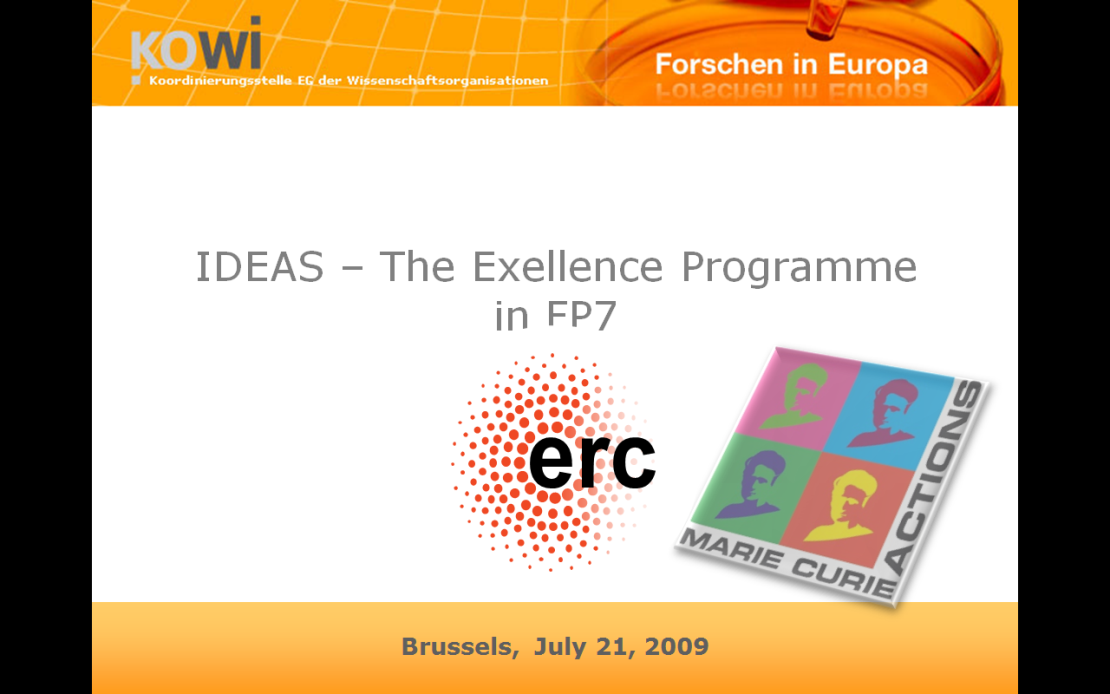 KOWi
Koordinierungsstelle EG der Wissenschaftsorganisationen
Forschen in Europa
IDEAS – The Exellence Programme
in FP7
erc
MARIE CURIE
ACTIONS
Brussels, July 21, 2009